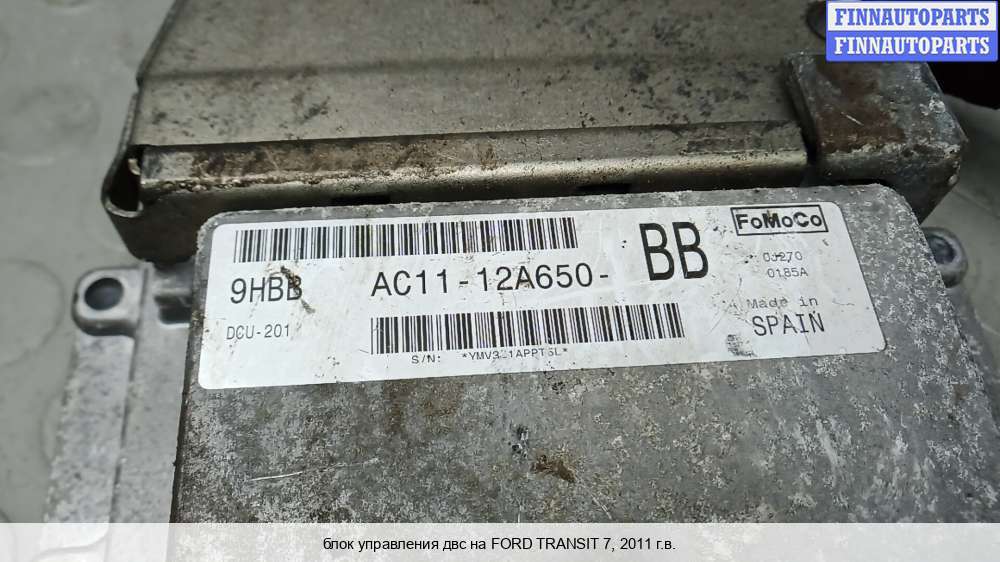 FINNAUTOPARTS
FINNAUTOPARTS
FoMoCo
9HBB AC11-12A650- BB
0J270
0185A
DCU-201
Made in
SPAIN
S/N:
блок управления двс на FORD TRANSIT 7, 2011 г.в.